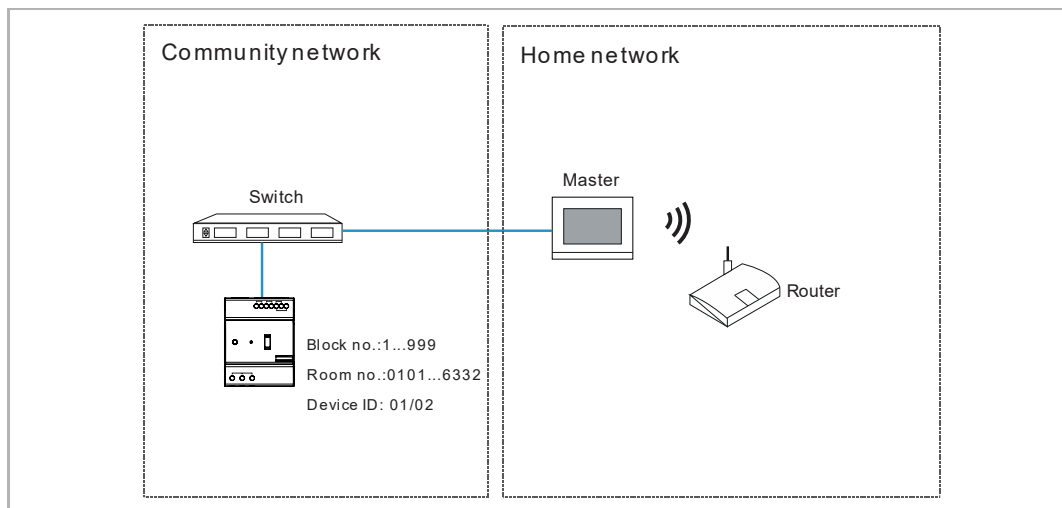 Community network
Home network
Switch
Master
Router
Block no.:1...999
Room no.:0101...6332
Device ID: 01/02